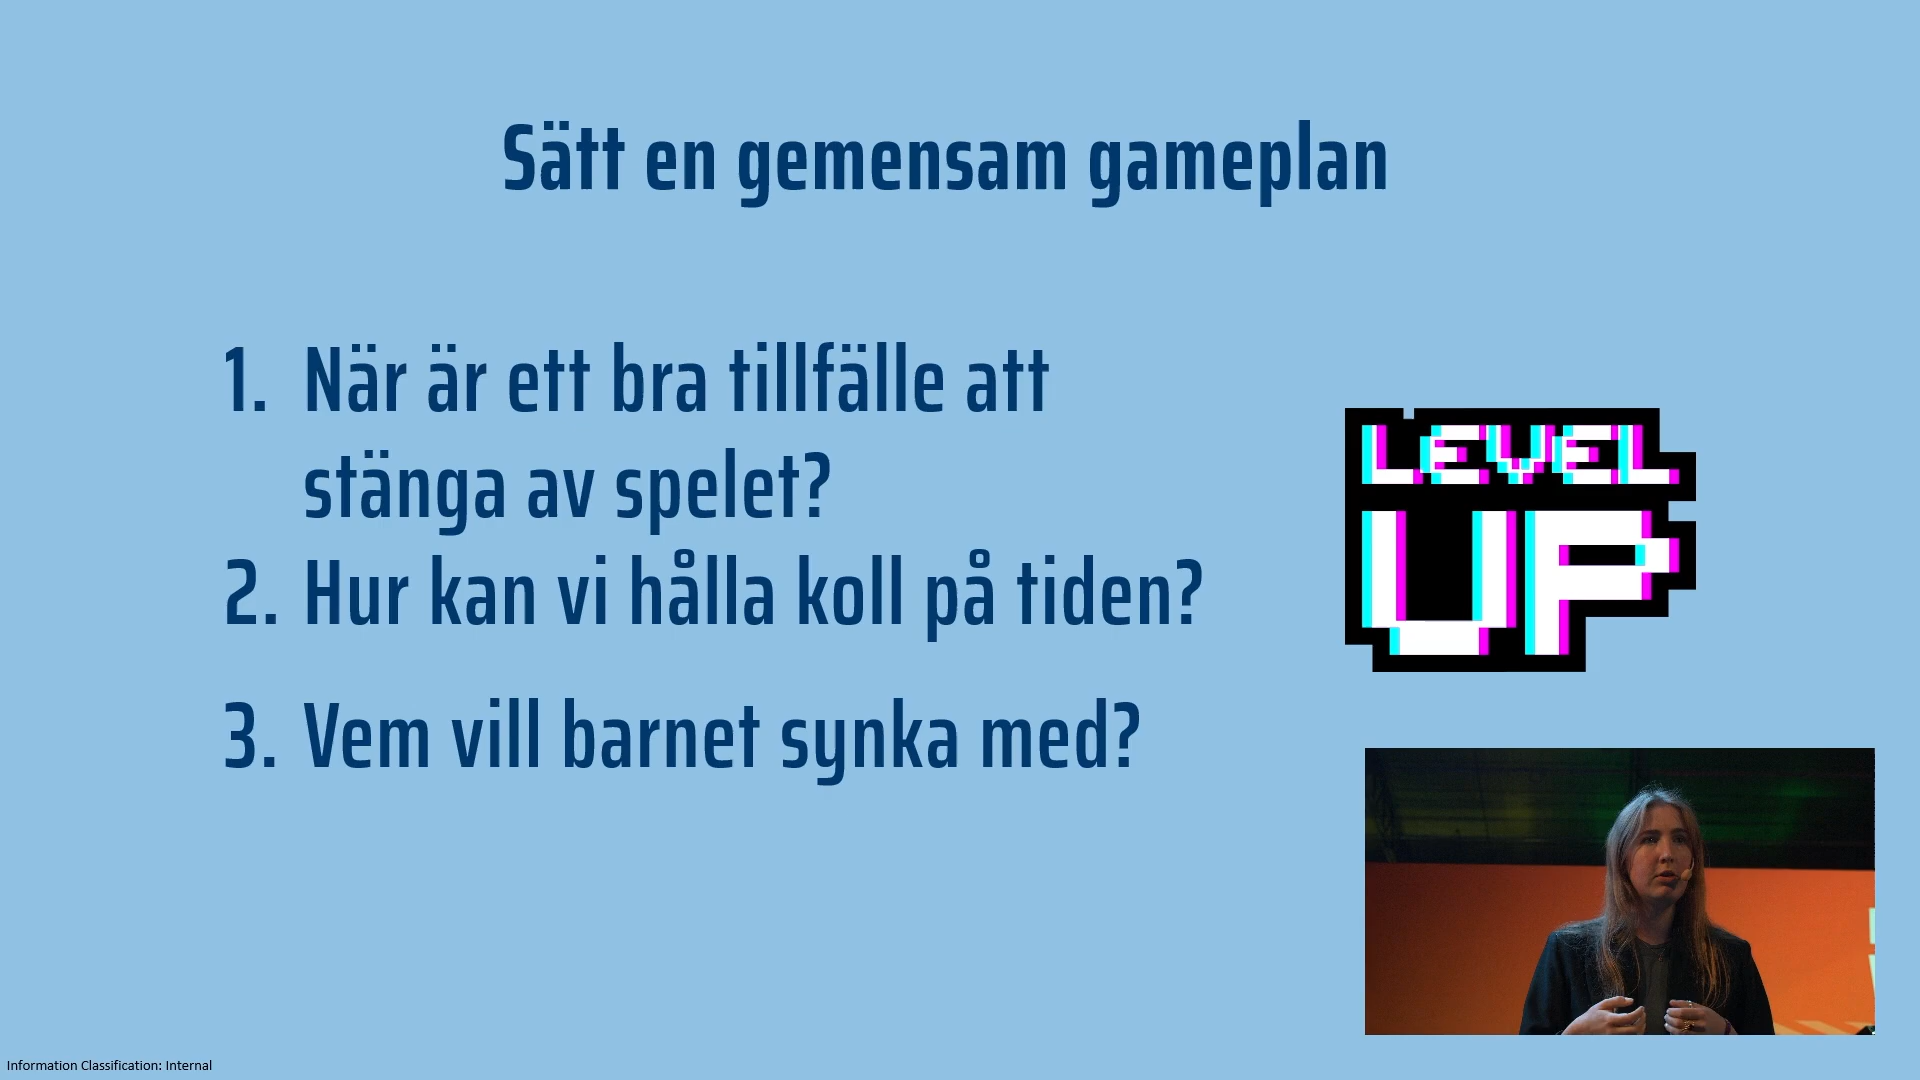 Sätt en gemensam gameplan
1. När är ett bra tillfälle att
stänga av spelet?
2. Hur kan vi hålla koll på tiden?
3. Vem vill barnet synka med?
LEVEL
UP
Information Classification: Internal